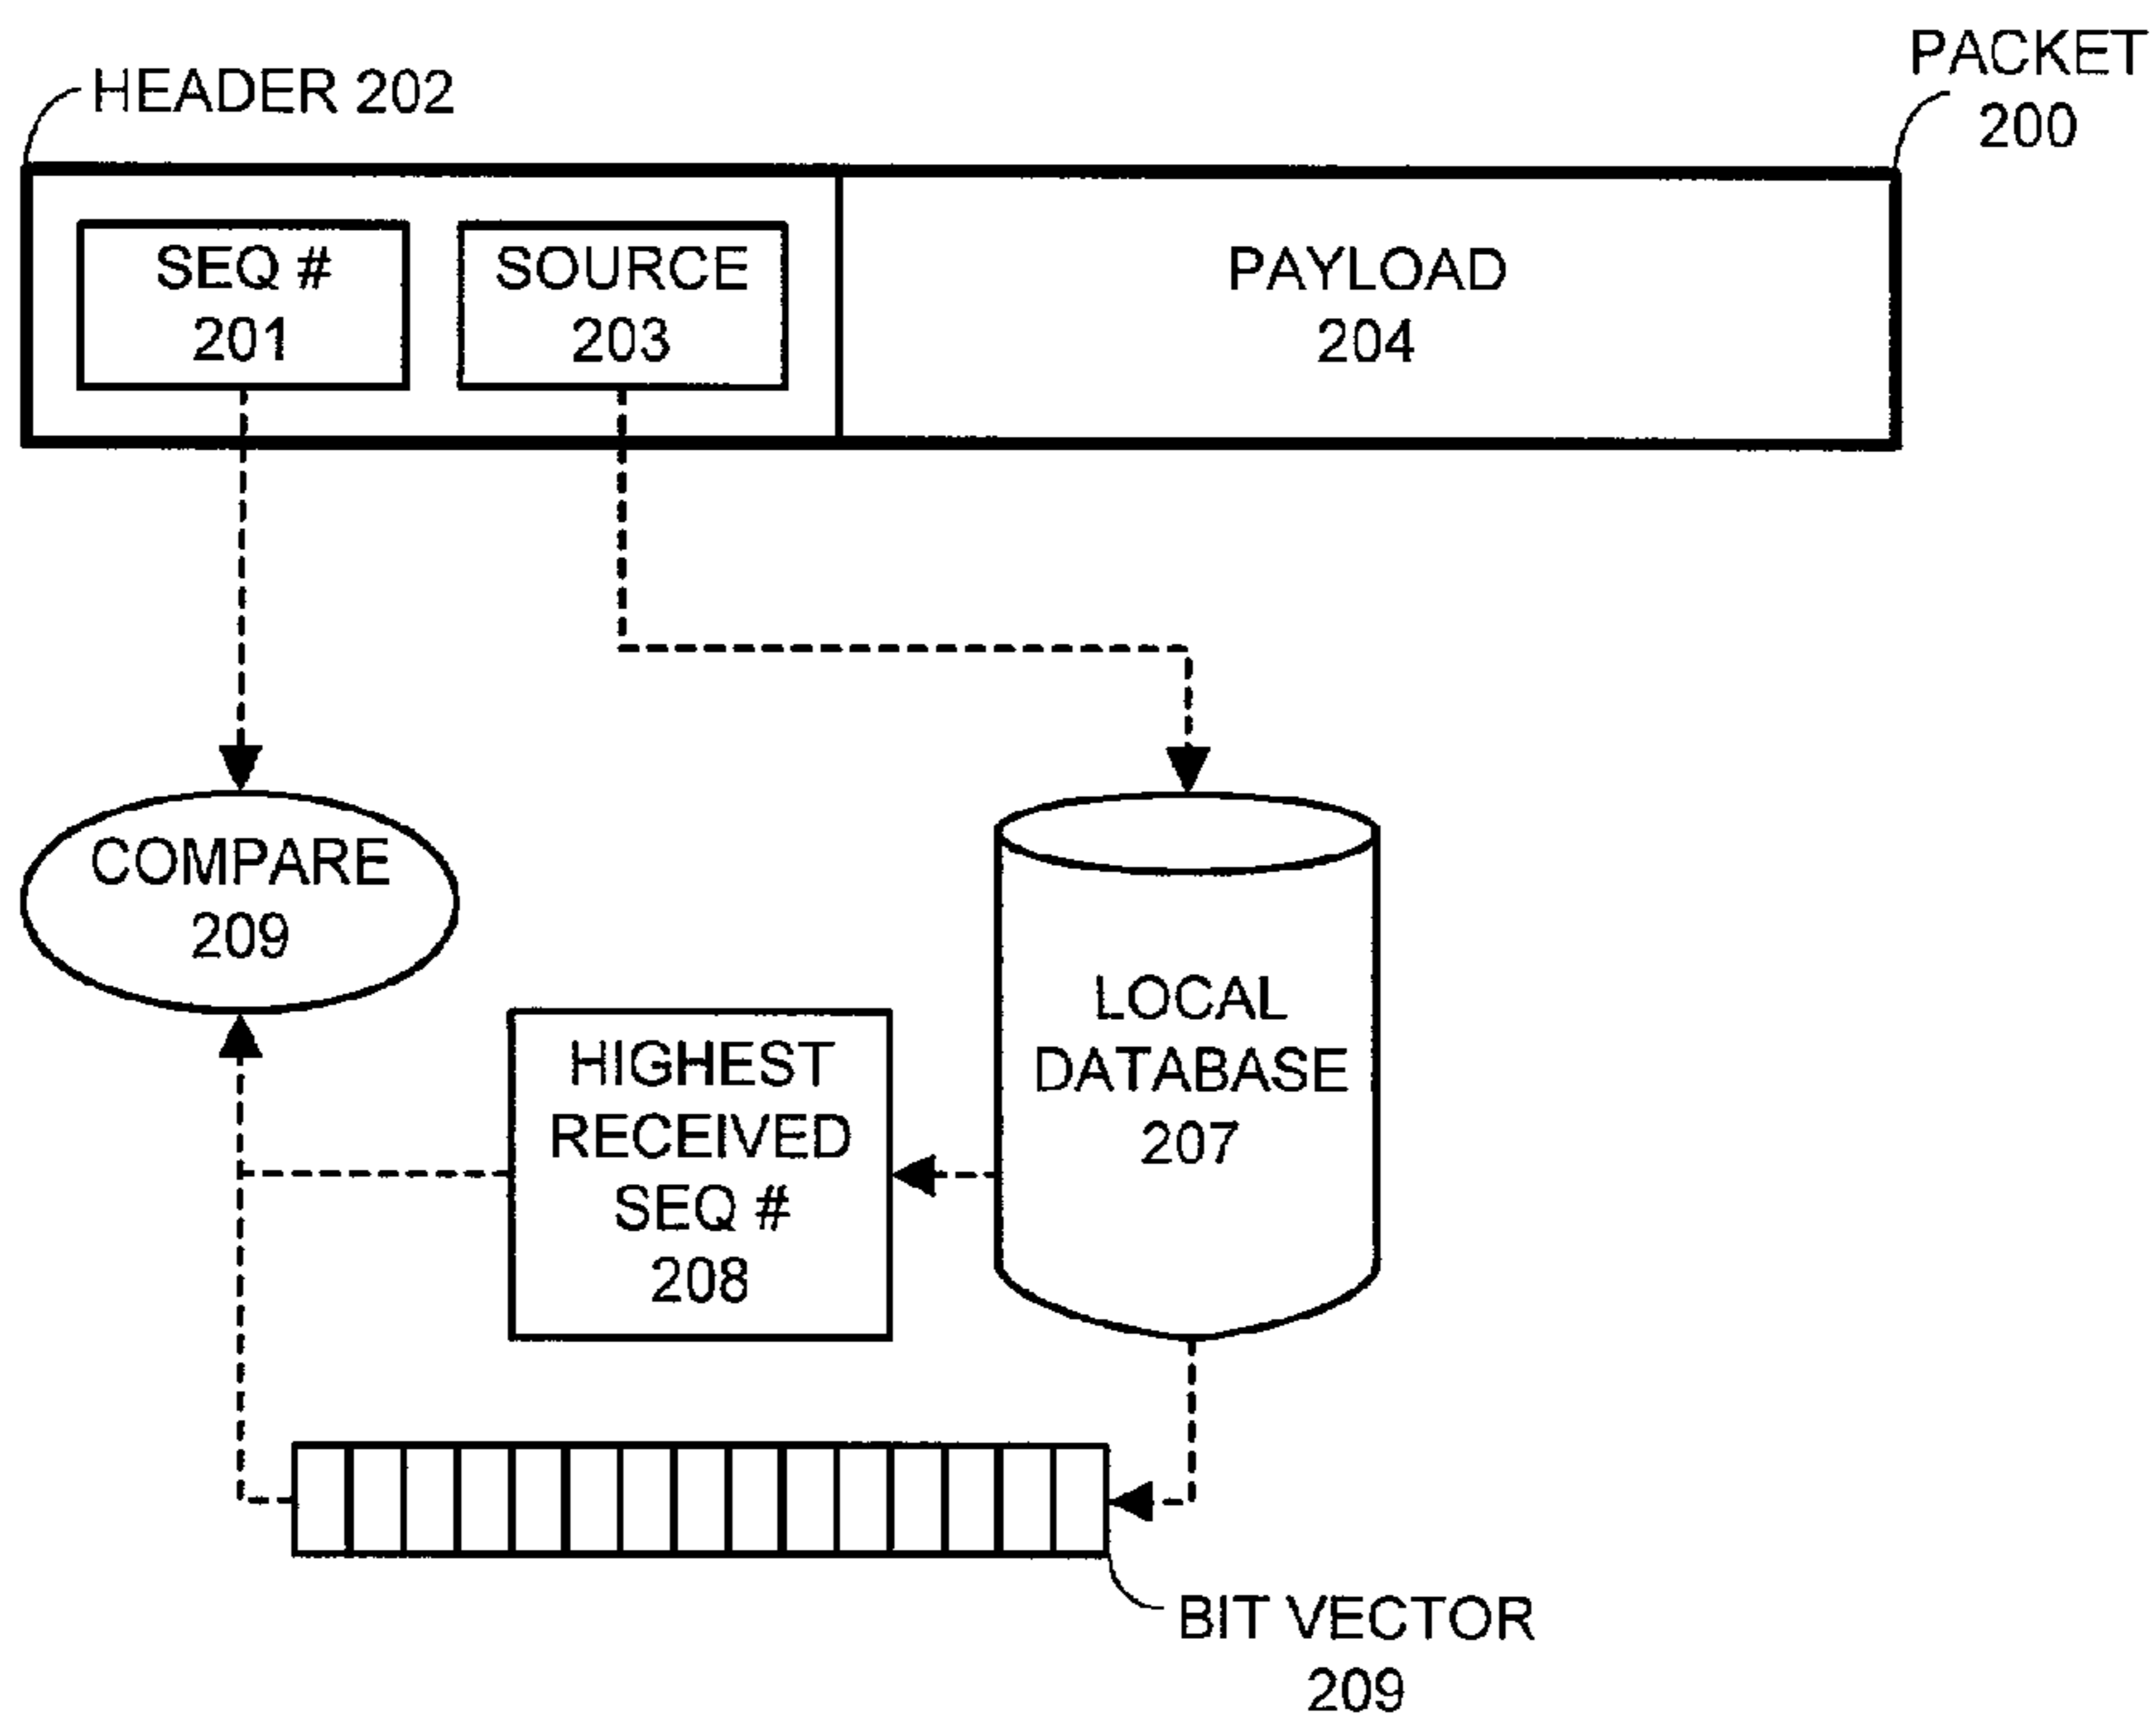 HEADER 202
PACKET
200
SEQ #
201
SOURCE
203
PAYLOAD
204
COMPARE
209
LOCAL
DATABASE
207
HIGHEST
RECEIVED
SEQ #
208
BIT VECTOR
209